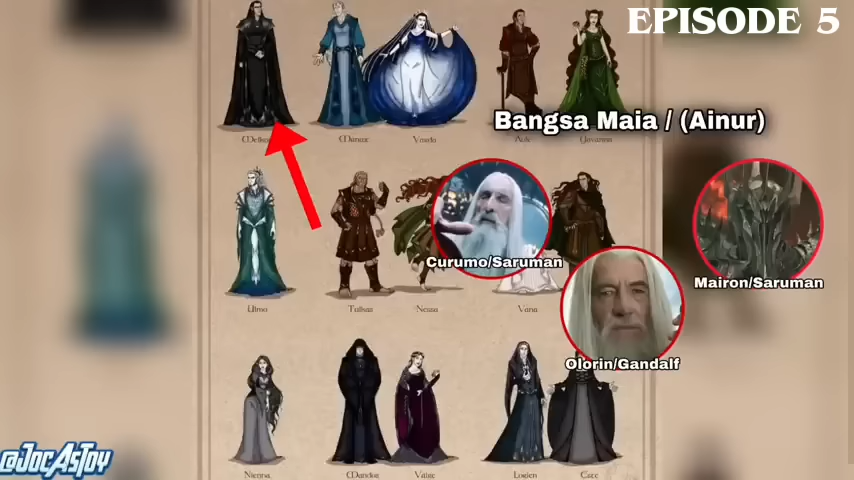 EPISODE 5
Bangsa Maia / (Ainur)
Manwe
Varda
Curumo/Saruman
Mairon/Saruman
Ulmo
Tulkas
Nessa
Vana
Olorin/Gandalf
Nienna
Mandos
Vaire
Lorien
Este
@JocAsToy